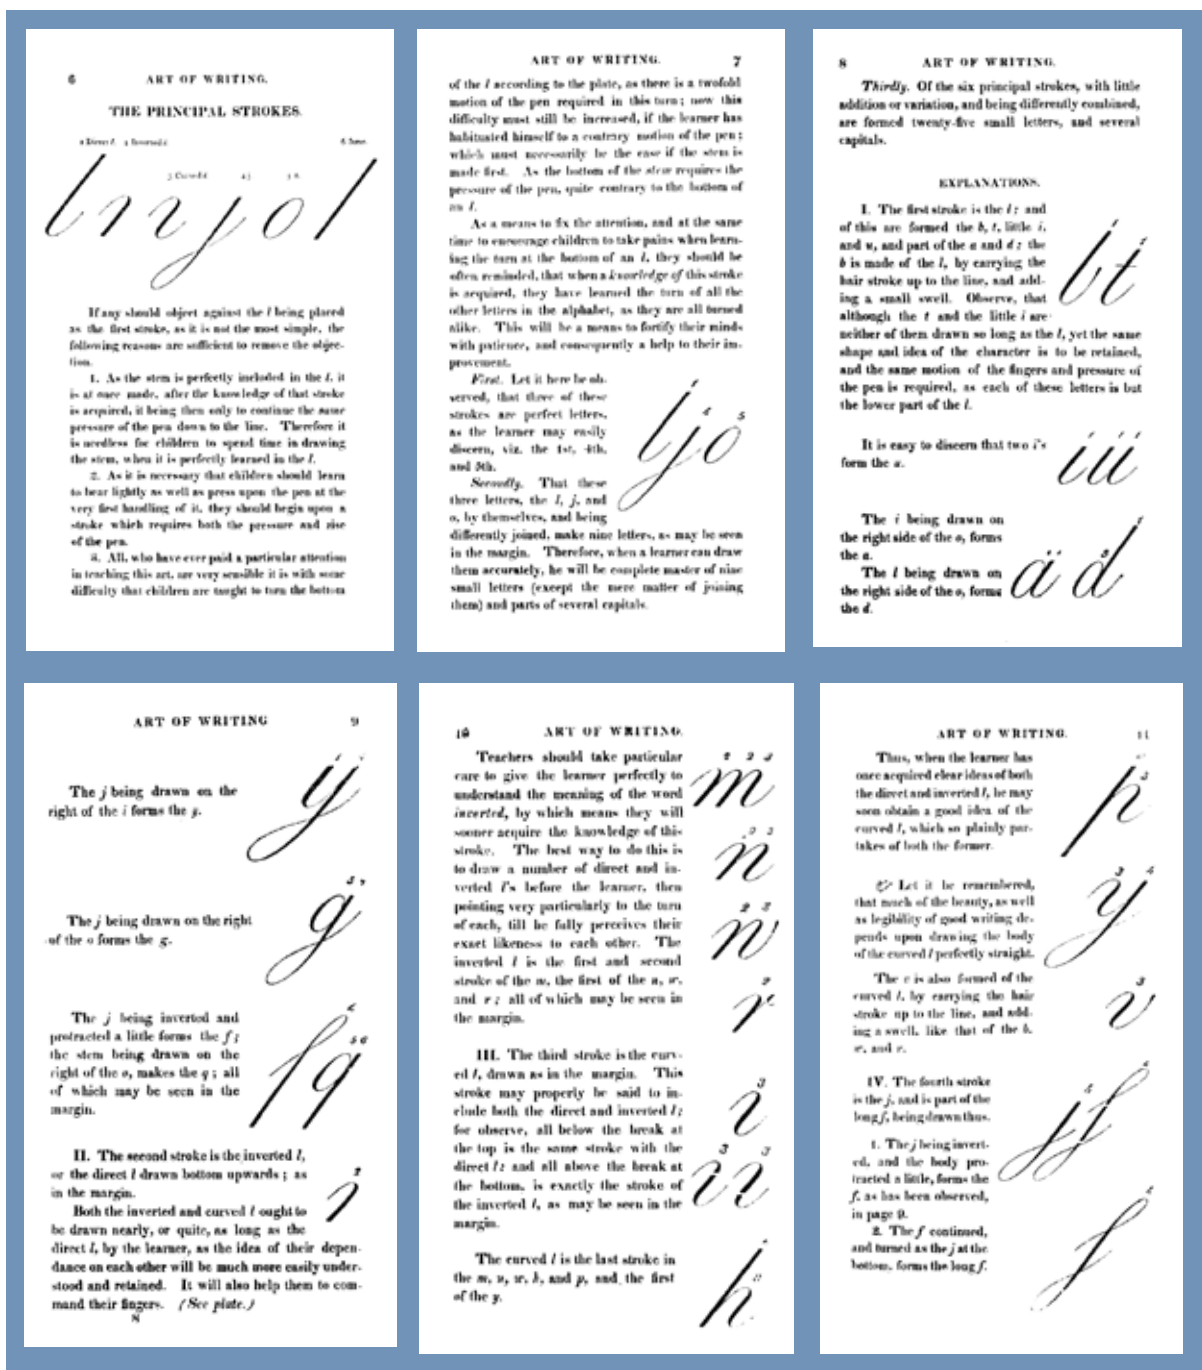 6 ART OF WRITING.
THE PRINCIPAL STROKES.
1 Direct l. 2 Inverted l. 6 Stem.
3 Curved l. 4 j. 5 o.
l n j o l
If any should object against the l being placed
as the first stroke, as it is not the most simple, the
following reasons are sufficient to remove the objec-
tion.
1. As the stem is perfectly included in the l, it
is at once made, after the knowledge of that stroke
is acquired, it being then only to continue the same
pressure of the pen down to the line. Therefore it
is needless for children to spend time in drawing
the stem, when it is perfectly learned in the l.
2. As it is necessary that children should learn
to bear lightly as well as press upon the pen at the
very first handling of it, they should begin upon a
stroke which requires both the pressure and rise
of the pen.
3. All, who have ever paid a particular attention
in teaching this art, are very sensible it is with some
difficulty that children are taught to turn the bottom
ART OF WRITING. 7
of the l according to the plate, as there is a twofold
motion of the pen required in this turn; now this
difficulty must still be increased, if the learner has
habituated himself to a contrary motion of the pen;
which must necessarily be the case if the stem is
made first. As the bottom of the stem requires the
pressure of the pen, quite contrary to the bottom of
an l.
As a means to fix the attention, and at the same
time to encourage children to take pains when learn-
ing the turn at the bottom of an l, they should be
often reminded, that when a knowledge of this stroke
is acquired, they have learned the turn of all the
other letters in the alphabet, as they are all turned
alike. This will be a means to fortify their minds
with patience, and consequently a help to their im-
provement.
First. Let it here be ob-
served, that three of these
strokes are perfect letters,
as the learner may easily
discern, viz. the 1st, 4th,
and 5th.
4 5
l j o
Secondly. That these
three letters, the l, j, and
o, by themselves, and being
differently joined, make nine letters, as may be seen
in the margin. Therefore, when a learner can draw
them accurately, he will be complete master of nine
small letters (except the mere matter of joining
them) and parts of several capitals.
8 ART OF WRITING.
Thirdly. Of the six principal strokes, with little
addition or variation, and being differently combined,
are formed twenty-five small letters, and several
capitals.
EXPLANATIONS.
I. The first stroke is the l: and
of this are formed the b, t, little i,
and u, and part of the a and d; the
b is made of the l, by carrying the
hair stroke up to the line, and add-
ing a small swell. Observe, that
although the t and the little i are
b t
neither of them drawn so long as the l, yet the same
shape and idea of the character is to be retained,
and the same motion of the fingers and pressure of
the pen is required, as each of these letters is but
the lower part of the l.
It is easy to discern that two i's
form the u.
i i i
The i being drawn on
the right side of the o, forms
the a.
The l being drawn on
the right side of the o, forms
the d.
a d
ART OF WRITING 9
The j being drawn on the
right of the i forms the y.
y
The j being drawn on the right
of the o forms the g.
g
The j being inverted and
protracted a little forms the f;
the stem being drawn on the
right of the o, makes the q; all
of which may be seen in the
margin.
5 6
f q
II. The second stroke is the inverted l,
or the direct l drawn bottom upwards; as
in the margin.
2
Both the inverted and curved l ought to
be drawn nearly, or quite, as long as the
direct l, by the learner, as the idea of their depen-
dance on each other will be much more easily under-
stood and retained. It will also help them to com-
mand their fingers. (See plate.)
10 ART OF WRITING.
Teachers should take particular
care to give the learner perfectly to
understand the meaning of the word
inverted, by which means they will
sooner acquire the knowledge of this
stroke. The best way to do this is
to draw a number of direct and in-
verted l's before the learner, then
pointing very particularly to the turn
of each, till he fully perceives their
exact likeness to each other. The
inverted l is the first and second
stroke of the m, the first of the n, w,
and r; all of which may be seen in
the margin.
2 2 3
m
2 3
n
2 3
w
2
r
III. The third stroke is the curv-
ed l, drawn as in the margin. This
stroke may properly be said to in-
clude both the direct and inverted l;
for observe, all below the break at
the top is the same stroke with the
direct l: and all above the break at
the bottom, is exactly the stroke of
the inverted l, as may be seen in the
margin.
3
3 3
The curved l is the last stroke in
the m, n, w, h, and p, and the first
of the y.
h
ART OF WRITING. 11
Thus, when the learner has
once acquired clear ideas of both
the direct and inverted l, he may
soon obtain a good idea of the
curved l, which so plainly par-
takes of both the former.
3
p
Let it be remembered,
that much of the beauty, as well
as legibility of good writing de-
pends upon drawing the body
of the curved l perfectly straight.
3 4
y
The v is also formed of the
curved l, by carrying the hair
stroke up to the line, and add-
ing a swell, like that of the b,
w, and r.
3
v
IV. The fourth stroke
is the j, and is part of the
long f, being drawn thus.
1. The j being invert-
ed, and the body pro-
tracted a little, forms the
f, as has been observed,
in page 9.
2. The f continued,
and turned as the j at the
bottom, forms the long f.
j f
f